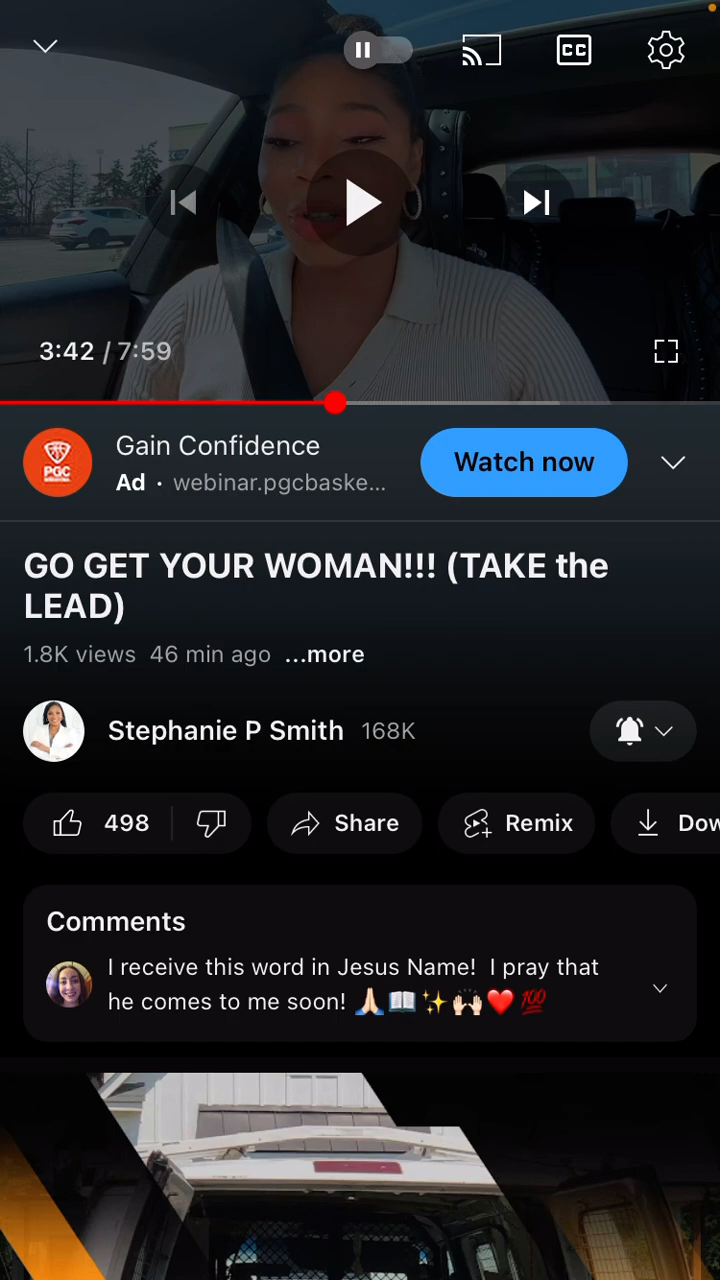 CC
3:42 / 7:59
PGC
Gain Confidence
Ad · webinar.pgcbaske...
Watch now
GO GET YOUR WOMAN!!! (TAKE the
LEAD)
1.8K views 46 min ago ...more
Stephanie P Smith 168K
498
Share
Remix
Dow
Comments
I receive this word in Jesus Name! I pray that
he comes to me soon! 🙏🏻📖✨🙌🏻❤️💯